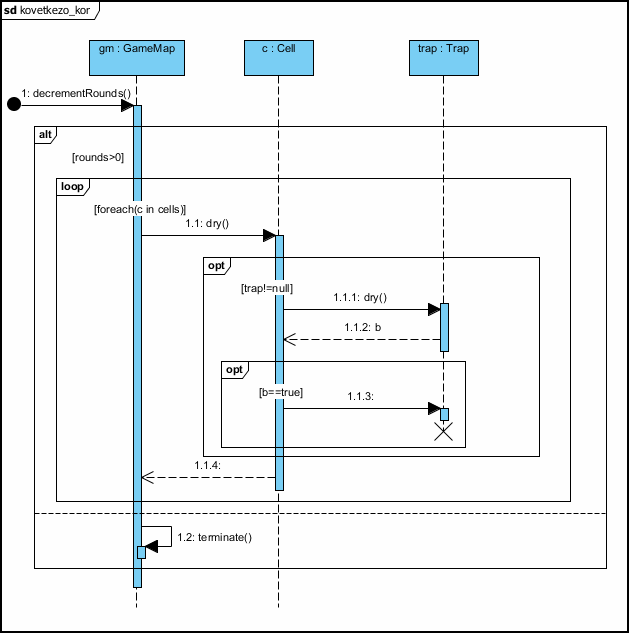 sd kovetkezo_kor
gm : GameMap
c : Cell
trap : Trap
1: decrementRounds()
alt
[rounds>0]
loop
[foreach(c in cells)]
1.1: dry()
opt
[trap!=null]
1.1.1: dry()
1.1.2: b
opt
[b==true]
1.1.3:
1.1.4:
1.2: terminate()